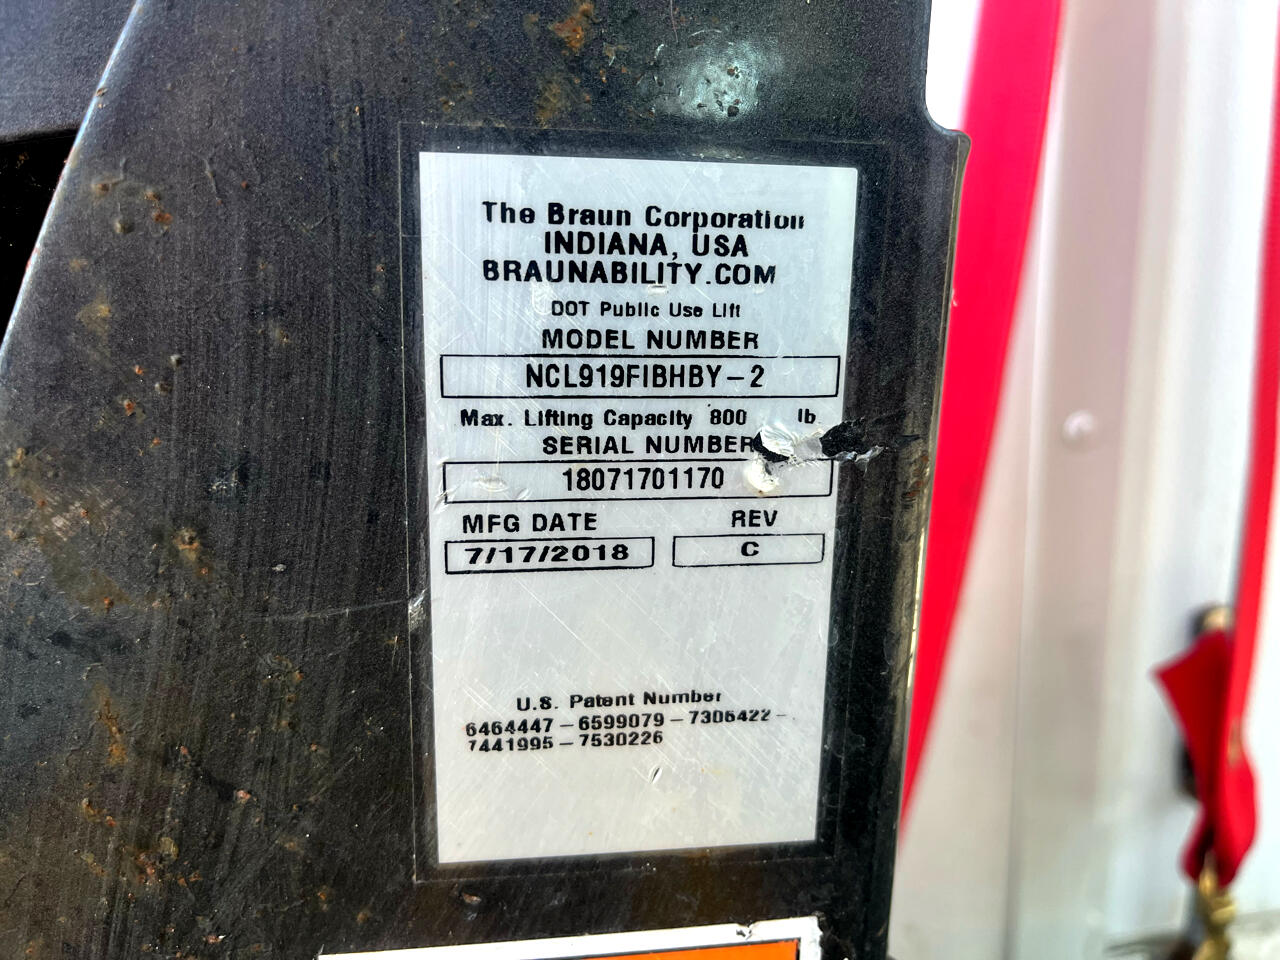 The Braun Corporation
INDIANA, USA
BRAUNABILITY.COM
DOT Public Use Lift
MODEL NUMBER
NCL919FIBHBY-2
Max. Lifting Capacity 800 lb
SERIAL NUMBER
18071701170
MFG DATE REV
7/17/2018 C
U.S. Patent Number
6464447-6599079-7306422-
7441995-7530226